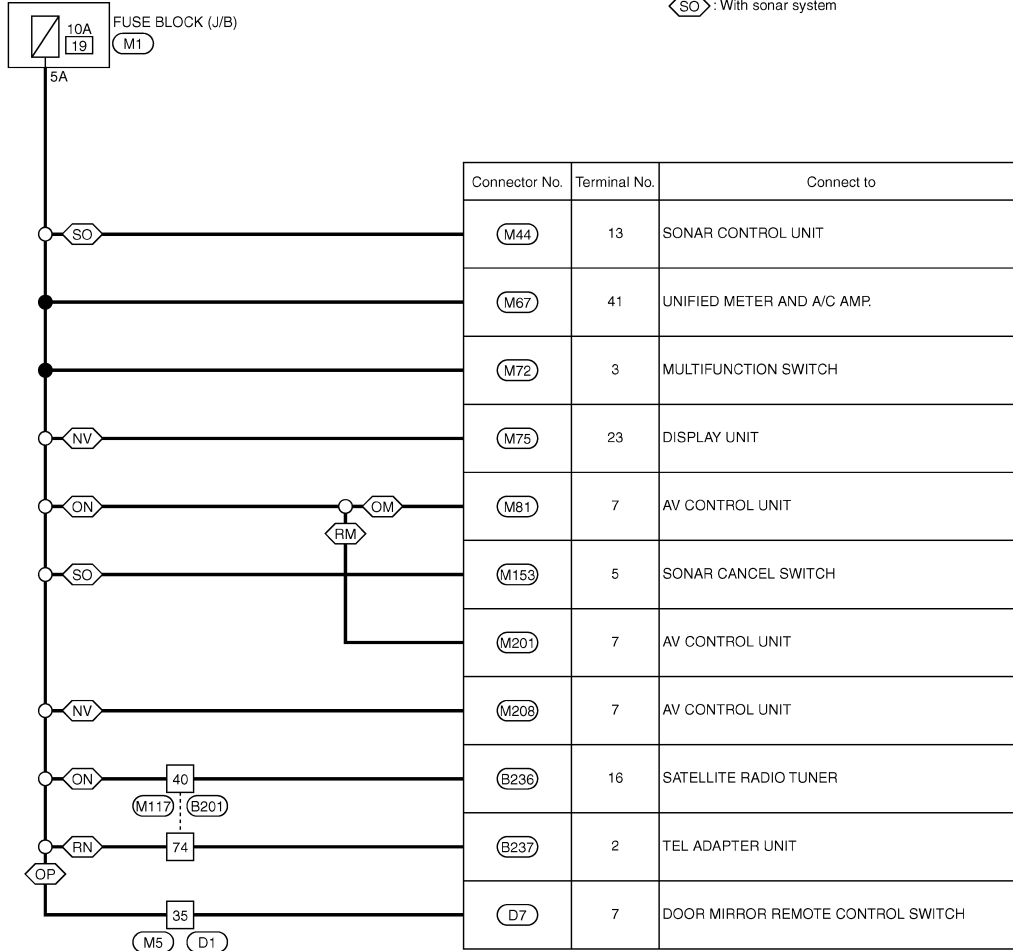 SO : With sonar system
10A FUSE BLOCK (J/B)
19 M1
5A
Connector No. Terminal No. Connect to
SO M44 13 SONAR CONTROL UNIT
M67 41 UNIFIED METER AND A/C AMP.
M72 3 MULTIFUNCTION SWITCH
NV M75 23 DISPLAY UNIT
ON OM M81 7 AV CONTROL UNIT
RM
SO M153 5 SONAR CANCEL SWITCH
M201 7 AV CONTROL UNIT
NV M208 7 AV CONTROL UNIT
ON 40 B236 16 SATELLITE RADIO TUNER
M117 B201
RN 74 B237 2 TEL ADAPTER UNIT
OP
35 D7 7 DOOR MIRROR REMOTE CONTROL SWITCH
M5 D1